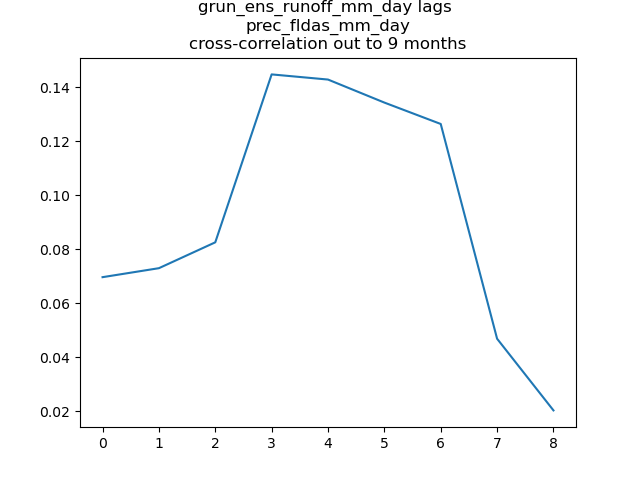 grun_ens_runoff_mm_day lags
prec_fldas_mm_day
cross-correlation out to 9 months
0.14
0.12
0.10
0.08
0.06
0.04
0.02
0 1 2 3 4 5 6 7 8